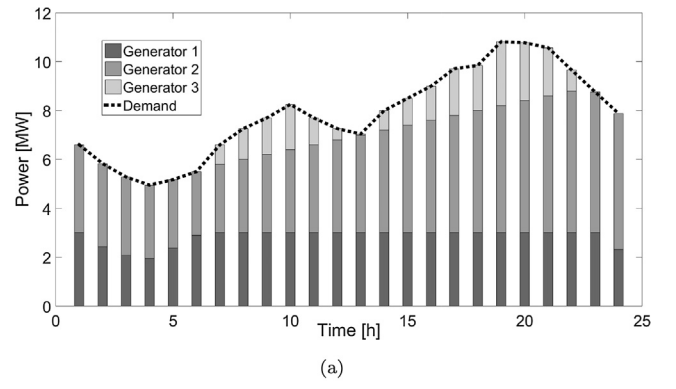 12
10
8
6
4
2
0
Power [MW]
Generator 1
Generator 2
Generator 3
Demand
0 5 10 15 20 25
Time [h]
(a)